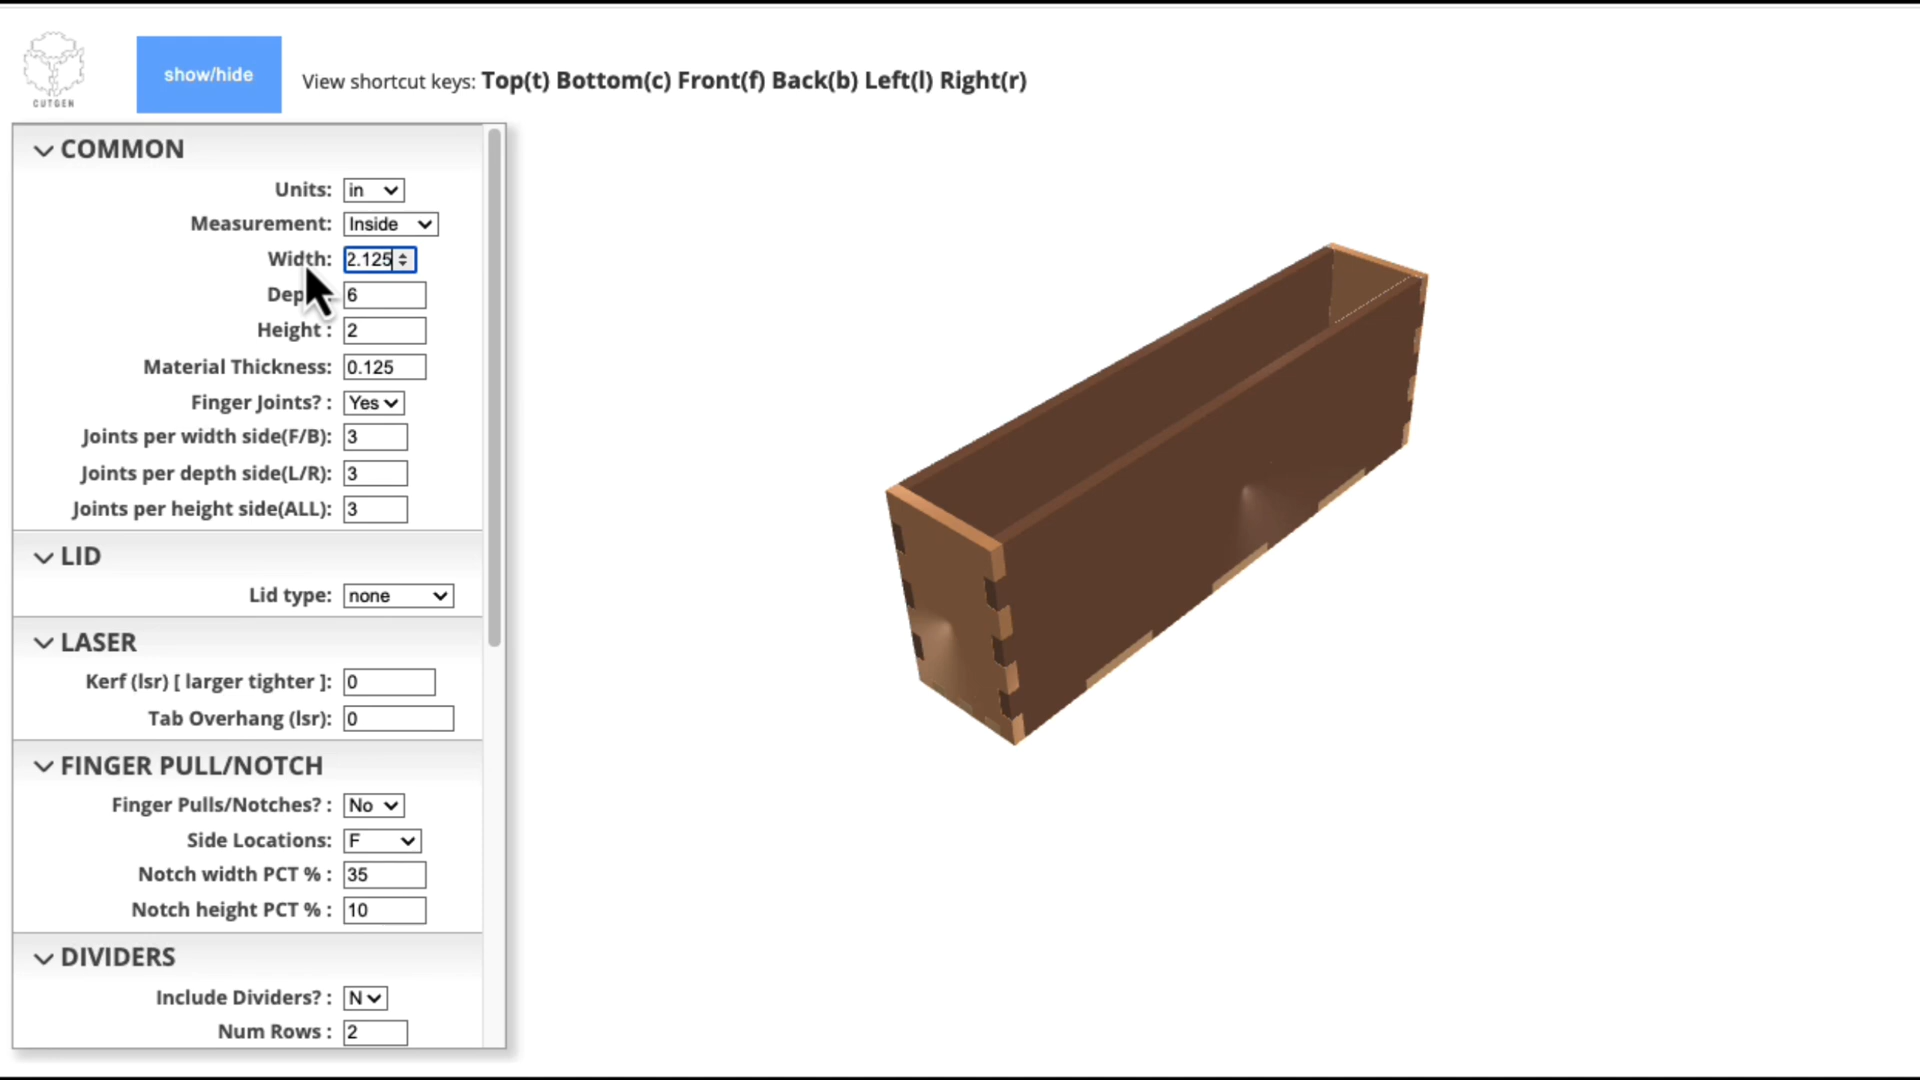 CUTGEN
show/hide
View shortcut keys: Top(t) Bottom(c) Front(f) Back(b) Left(l) Right(r)
COMMON
Units: in
Measurement: Inside
Width: 2.125
Dep 6
Height : 2
Material Thickness: 0.125
Finger Joints? : Yes
Joints per width side(F/B): 3
Joints per depth side(L/R): 3
Joints per height side(ALL): 3
LID
Lid type: none
LASER
Kerf (lsr) [ larger tighter ]: 0
Tab Overhang (lsr): 0
FINGER PULL/NOTCH
Finger Pulls/Notches? : No
Side Locations: F
Notch width PCT % : 35
Notch height PCT % : 10
DIVIDERS
Include Dividers? : N
Num Rows : 2